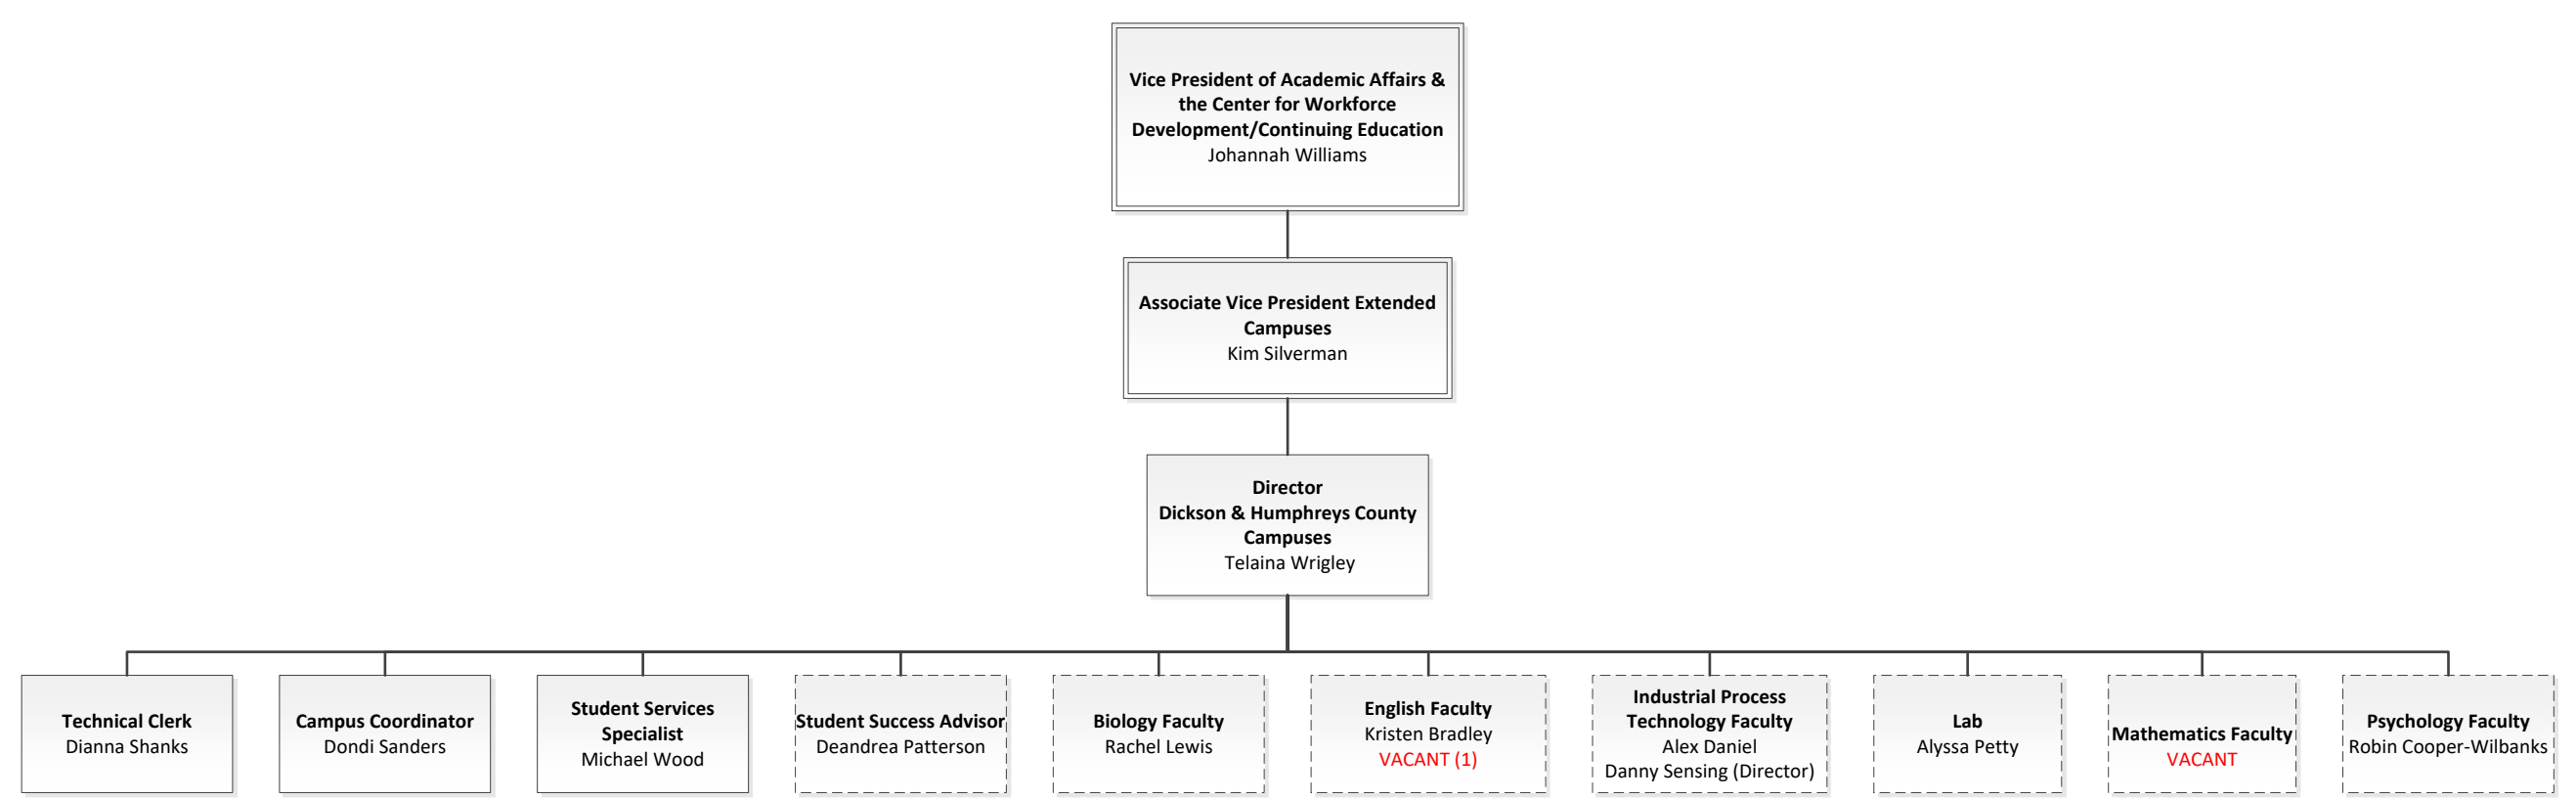 Vice President of Academic Affairs &
the Center for Workforce
Development/Continuing Education
Johannah Williams
Associate Vice President Extended
Campuses
Kim Silverman
Director
Dickson & Humphreys County
Campuses
Telaina Wrigley
Technical Clerk
Dianna Shanks
Campus Coordinator
Dondi Sanders
Student Services
Specialist
Michael Wood
Student Success Advisor
Deandrea Patterson
Biology Faculty
Rachel Lewis
English Faculty
Kristen Bradley
VACANT (1)
Industrial Process
Technology Faculty
Alex Daniel
Danny Sensing (Director)
Lab
Alyssa Petty
Mathematics Faculty
VACANT
Psychology Faculty
Robin Cooper-Wilbanks